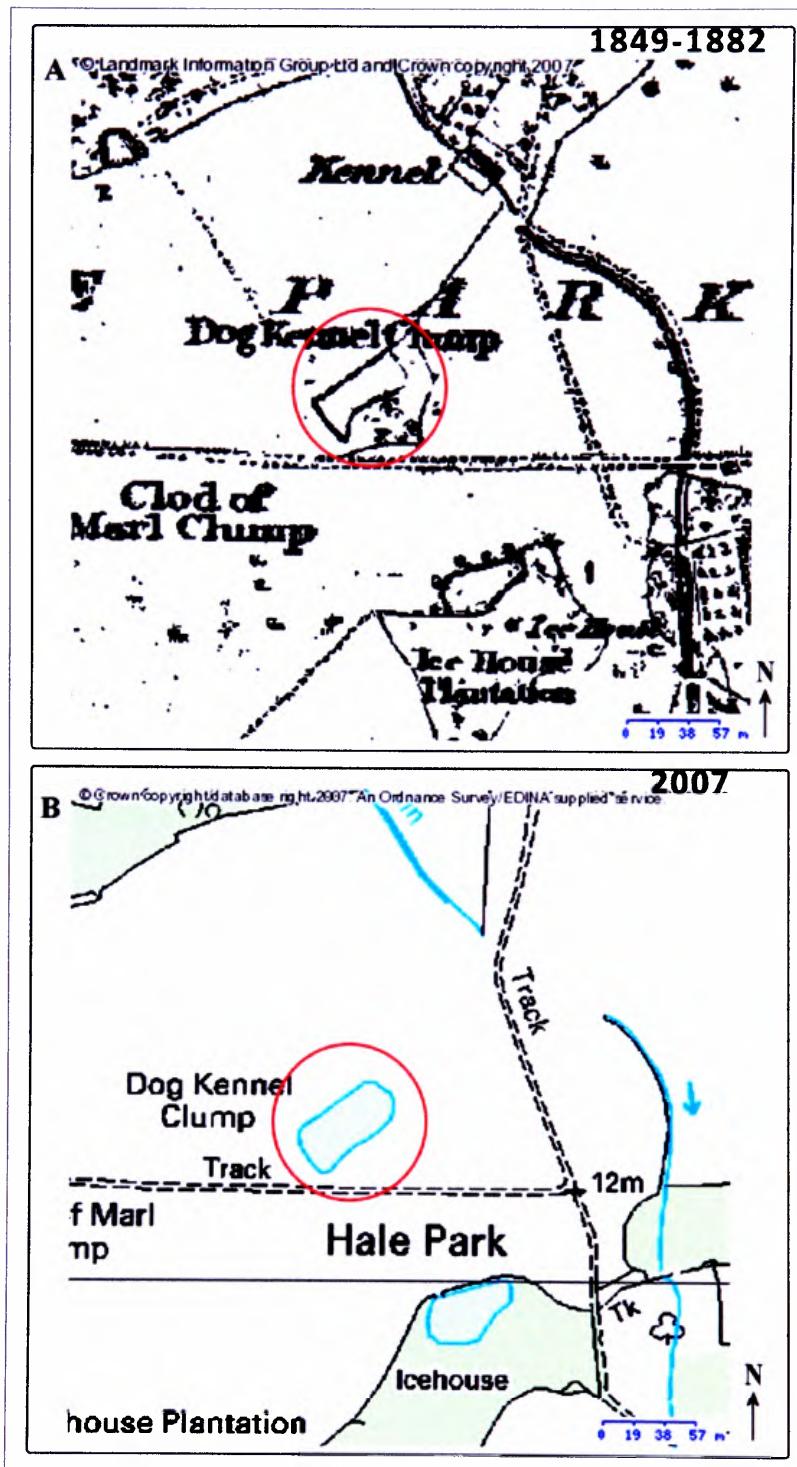 1849-1882
A
© Landmark Information Group Ltd and Crown copyright 2007
Kennel
P A R K
Dog Kennel Clump
Clod of
Marl Clump
Ice House
Ice House
Plantation
N
0 19 38 57 m
2007
© Crown copyright/database right 2007. An Ordnance Survey/EDINA supplied service
B
m
Track
Dog Kennel
Clump
Track
12m
f Marl
mp
Hale Park
Tk
Icehouse
house Plantation
N
0 19 38 57 m